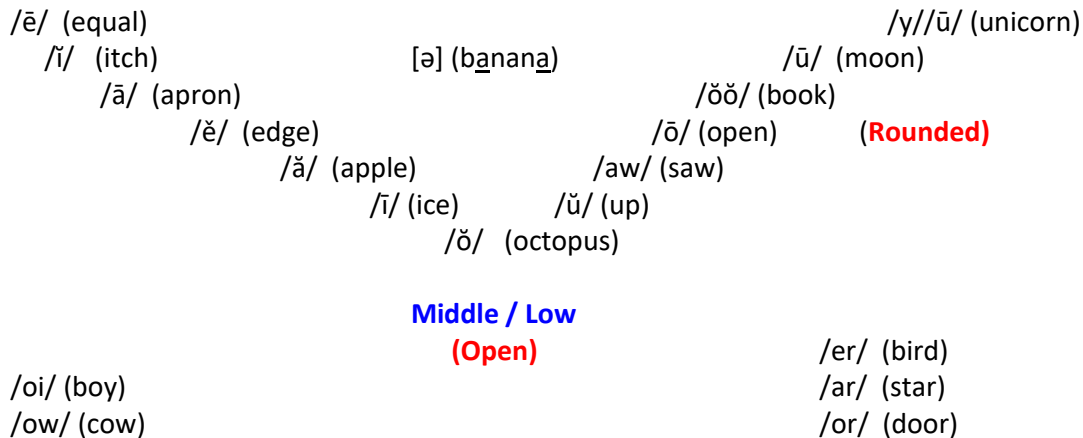 /ē/ (equal) /y//ū/ (unicorn)
/ĭ/ (itch) [ə] (banana) /ū/ (moon)
/ā/ (apron) /ŏŏ/ (book)
/ĕ/ (edge) /ō/ (open) (Rounded)
/ă/ (apple) /aw/ (saw)
/ī/ (ice) /ŭ/ (up)
/ŏ/ (octopus)
Middle / Low
(Open) /er/ (bird)
/oi/ (boy) /ar/ (star)
/ow/ (cow) /or/ (door)